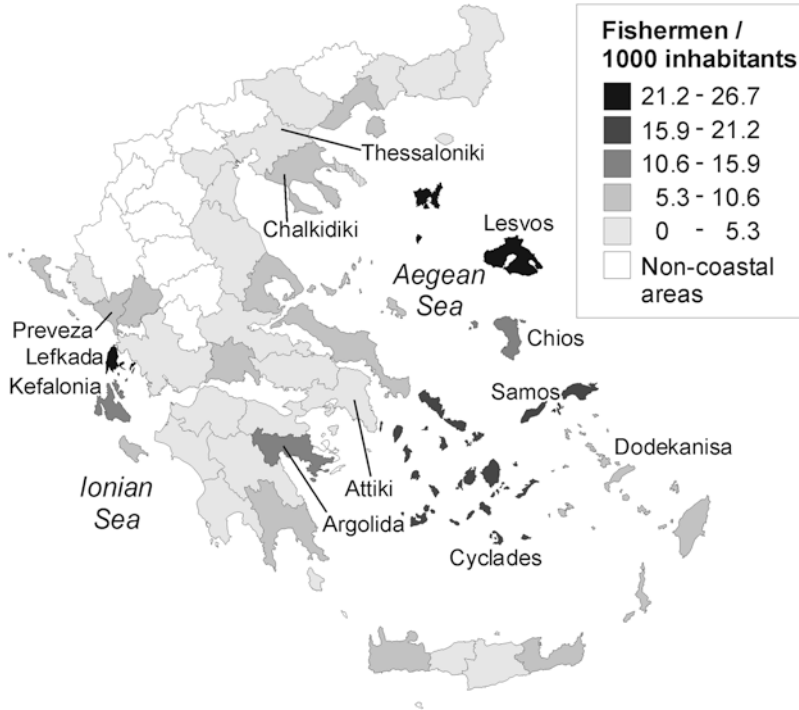 Fishermen /
1000 inhabitants
21.2 - 26.7
15.9 - 21.2
10.6 - 15.9
5.3 - 10.6
0 - 5.3
Non-coastal
areas
Thessaloniki
Chalkidiki
Lesvos
Aegean
Sea
Preveza
Lefkada
Kefalonia
Chios
Samos
Dodekanisa
Ionian
Sea
Attiki
Argolida
Cyclades